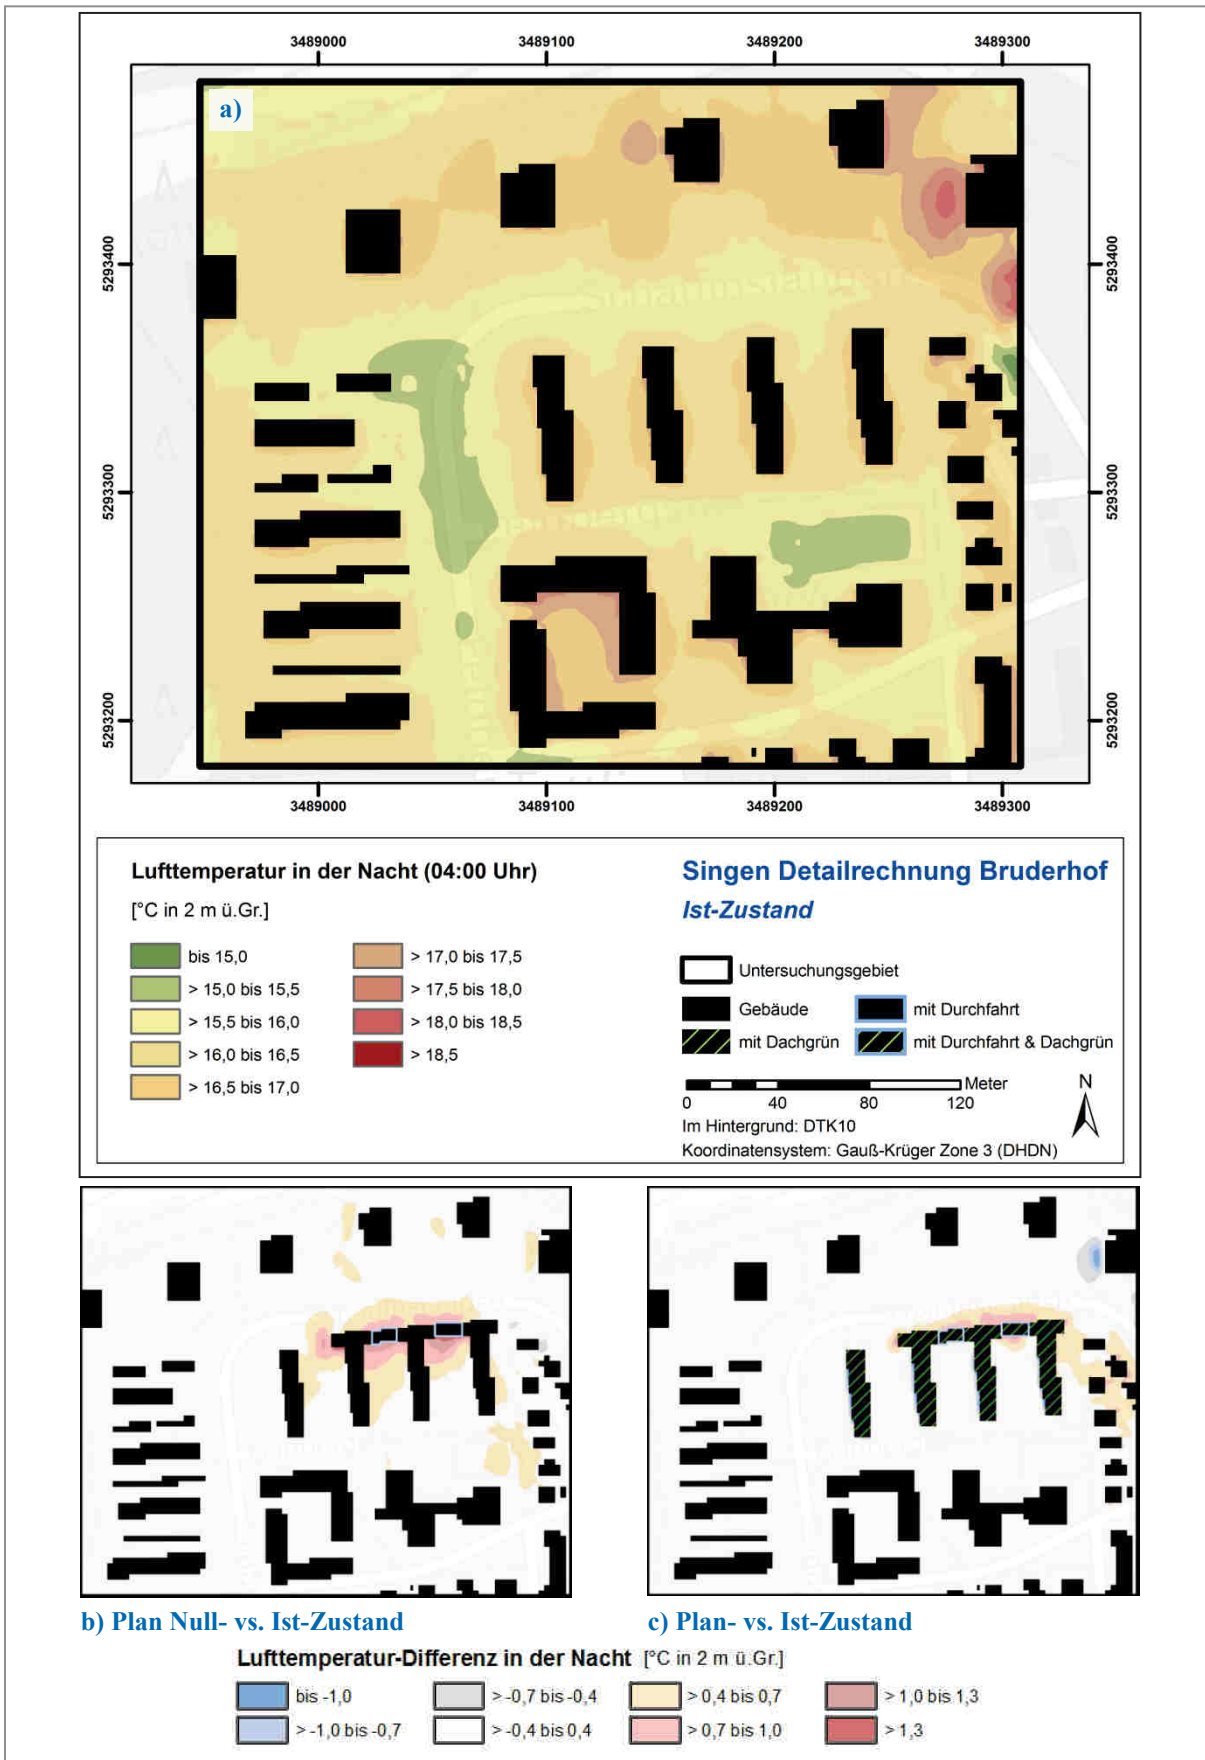 3489000 3489100 3489200 3489300
a)
5293400 5293400
5293300 5293300
5293200 5293200
3489000 3489100 3489200 3489300
Lufttemperatur in der Nacht (04:00 Uhr)
[°C in 2 m ü.Gr.]
bis 15,0
> 15,0 bis 15,5
> 15,5 bis 16,0
> 16,0 bis 16,5
> 16,5 bis 17,0
> 17,0 bis 17,5
> 17,5 bis 18,0
> 18,0 bis 18,5
> 18,5
Singen Detailrechnung Bruderhof
Ist-Zustand
Untersuchungsgebiet
Gebäude
mit Durchfahrt
mit Dachgrün
mit Durchfahrt & Dachgrün
Meter
0 40 80 120
N
Im Hintergrund: DTK10
Koordinatensystem: Gauß-Krüger Zone 3 (DHDN)
b) Plan Null- vs. Ist-Zustand
c) Plan- vs. Ist-Zustand
Lufttemperatur-Differenz in der Nacht [°C in 2 m ü.Gr.]
bis -1,0
> -1,0 bis -0,7
> -0,7 bis -0,4
> -0,4 bis 0,4
> 0,4 bis 0,7
> 0,7 bis 1,0
> 1,0 bis 1,3
> 1,3